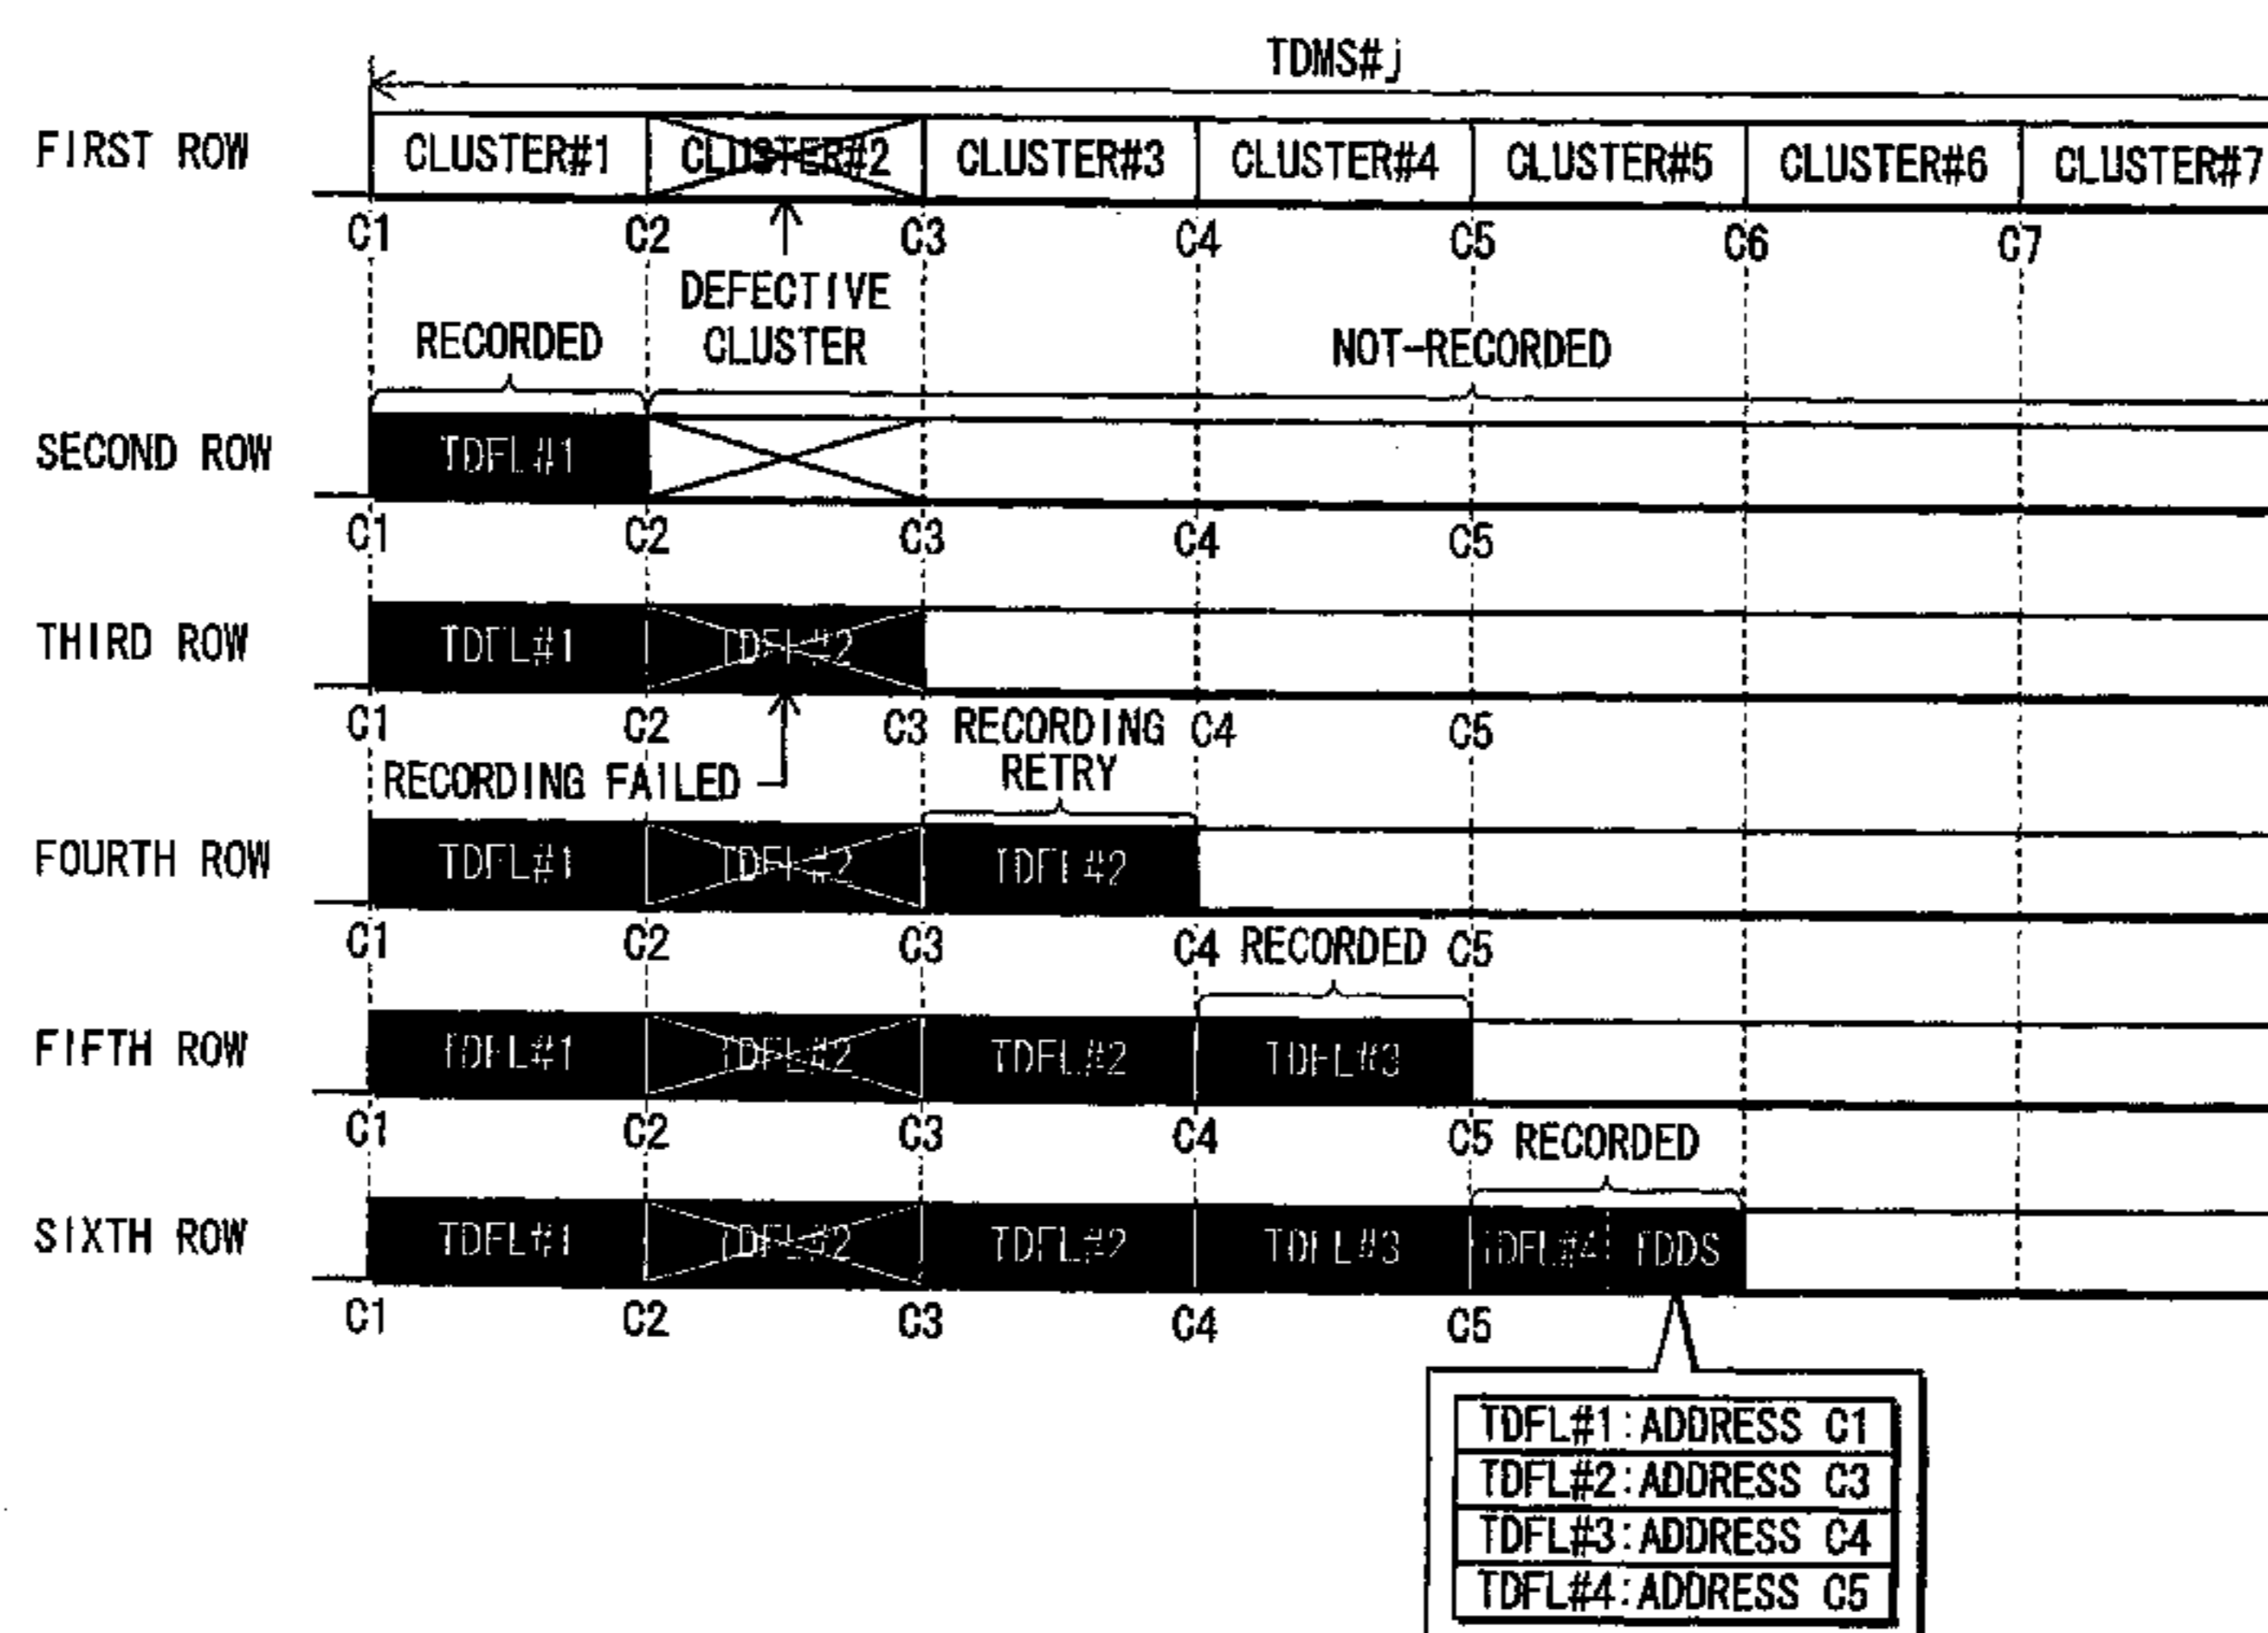 TDMS#j
FIRST ROW CLUSTER#1 CLUSTER#2 CLUSTER#3 CLUSTER#4 CLUSTER#5 CLUSTER#6 CLUSTER#7
C1 C2 C3 C4 C5 C6 C7
DEFECTIVE
CLUSTER
RECORDED NOT-RECORDED
SECOND ROW TDFL#1
C1 C2 C3 C4 C5
THIRD ROW TDFL#1 TDFL#2
C1 C2 C3 RECORDING C4 C5
RETRY
RECORDING FAILED
FOURTH ROW TDFL#1 TDFL#2 TDFL#2
C1 C2 C3 C4 RECORDED C5
FIFTH ROW TDFL#1 TDFL#2 TDFL#2 TDFL#3
C1 C2 C3 C4 C5 RECORDED
SIXTH ROW TDFL#1 TDFL#2 TDFL#2 TDFL#3 TDFL#4 TDDS
C1 C2 C3 C4 C5
TDFL#1:ADDRESS C1
TDFL#2:ADDRESS C3
TDFL#3:ADDRESS C4
TDFL#4:ADDRESS C5